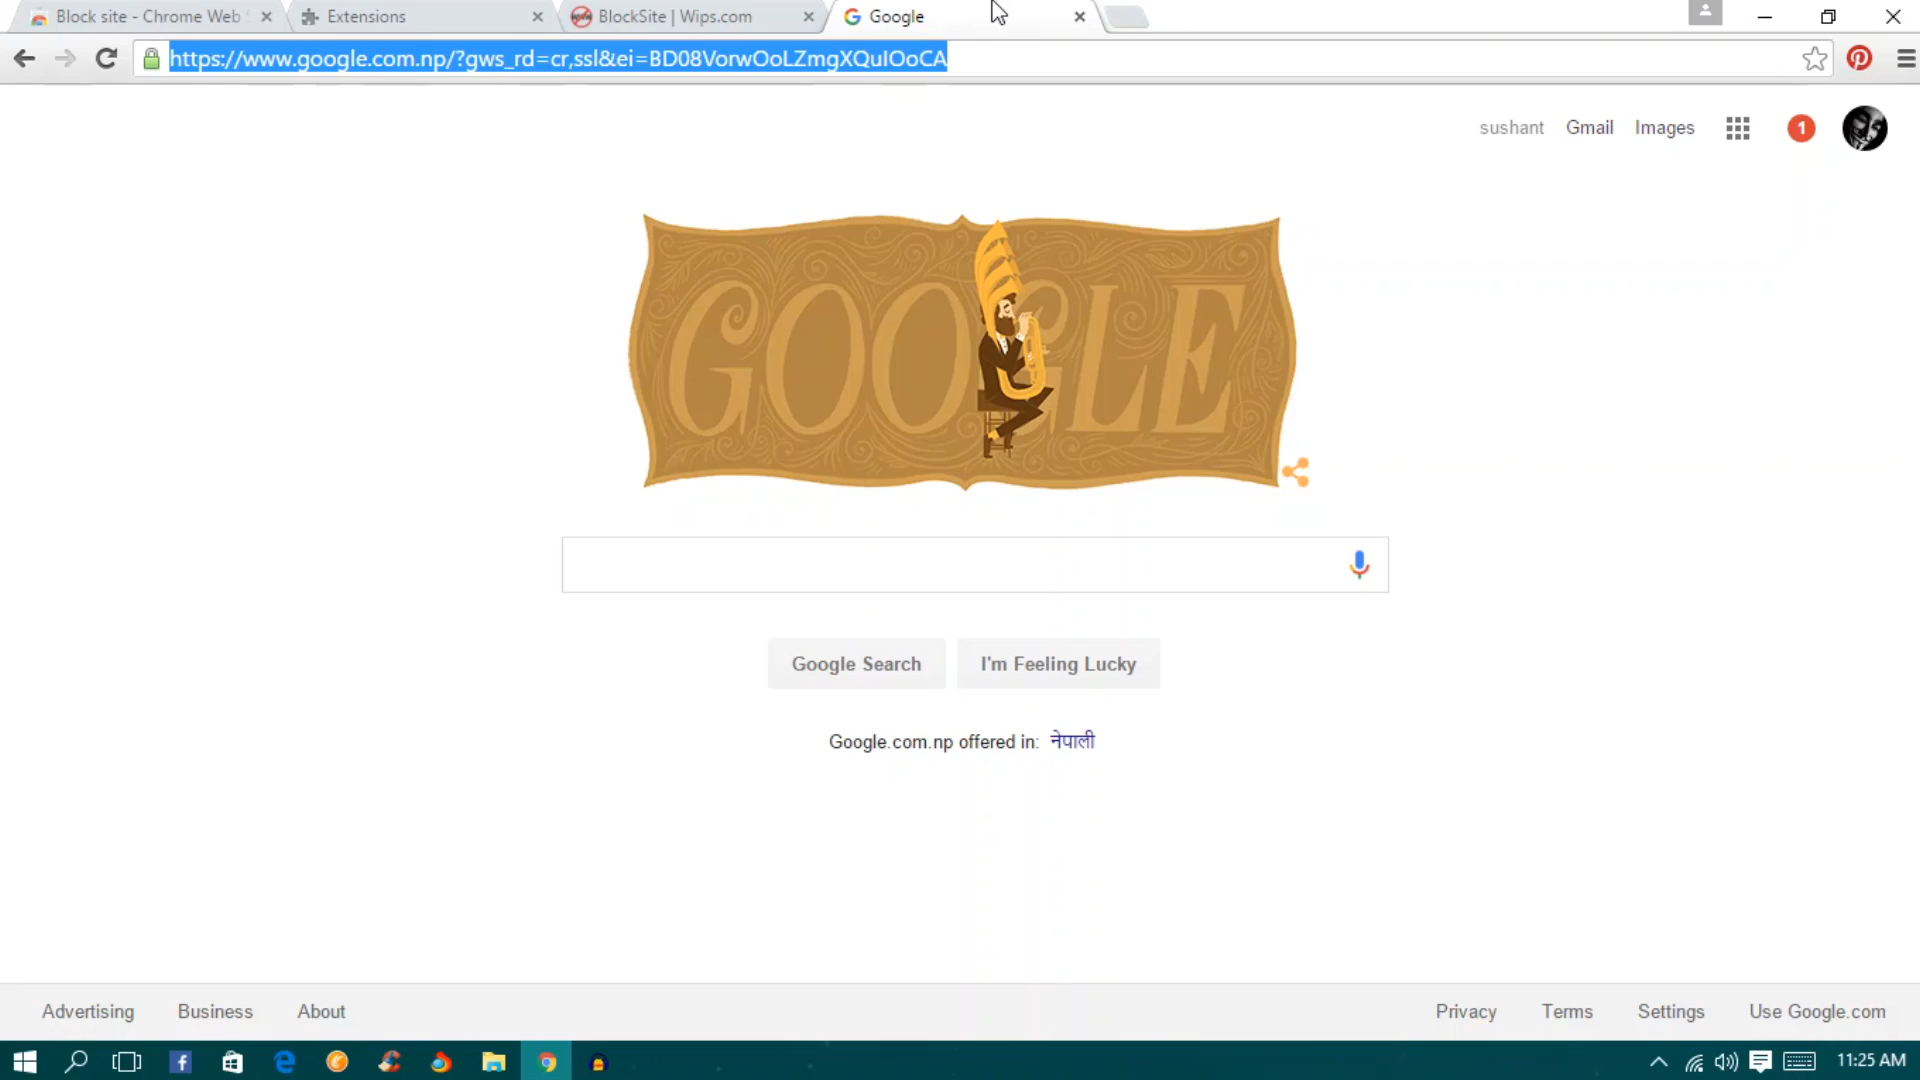 Block site - Chrome Web
Extensions
BlockSite | Wips.com
Google
https://www.google.com.np/?gws_rd=cr,ssl&ei=BD08VorwOoLZmgXQuIOoCA
sushant Gmail Images 1
GOOGLE
Google Search I'm Feeling Lucky
Google.com.np offered in: नेपाली
Advertising Business About Privacy Terms Settings Use Google.com
11:25 AM